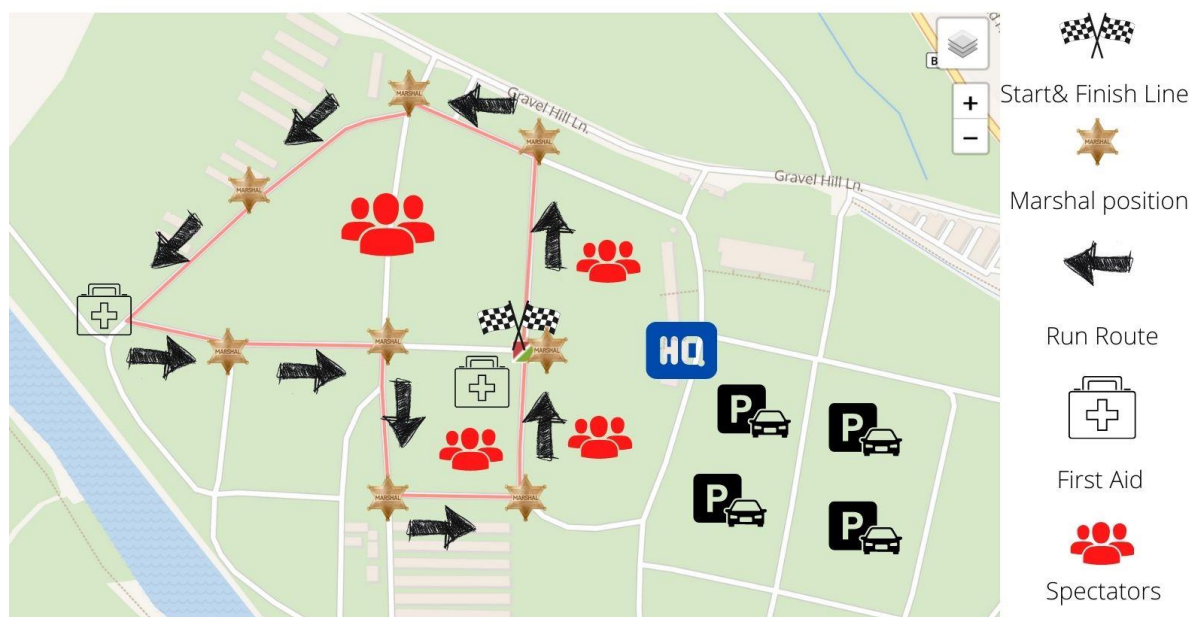 MARSHAL
Gravel Hill Ln.
B
+
−
MARSHAL
MARSHAL
Gravel Hill Ln.
MARSHAL
MARSHAL
MARSHAL
HQ
P
P
P
P
MARSHAL
MARSHAL
Start& Finish Line
MARSHAL
Marshal position
Run Route
First Aid
Spectators